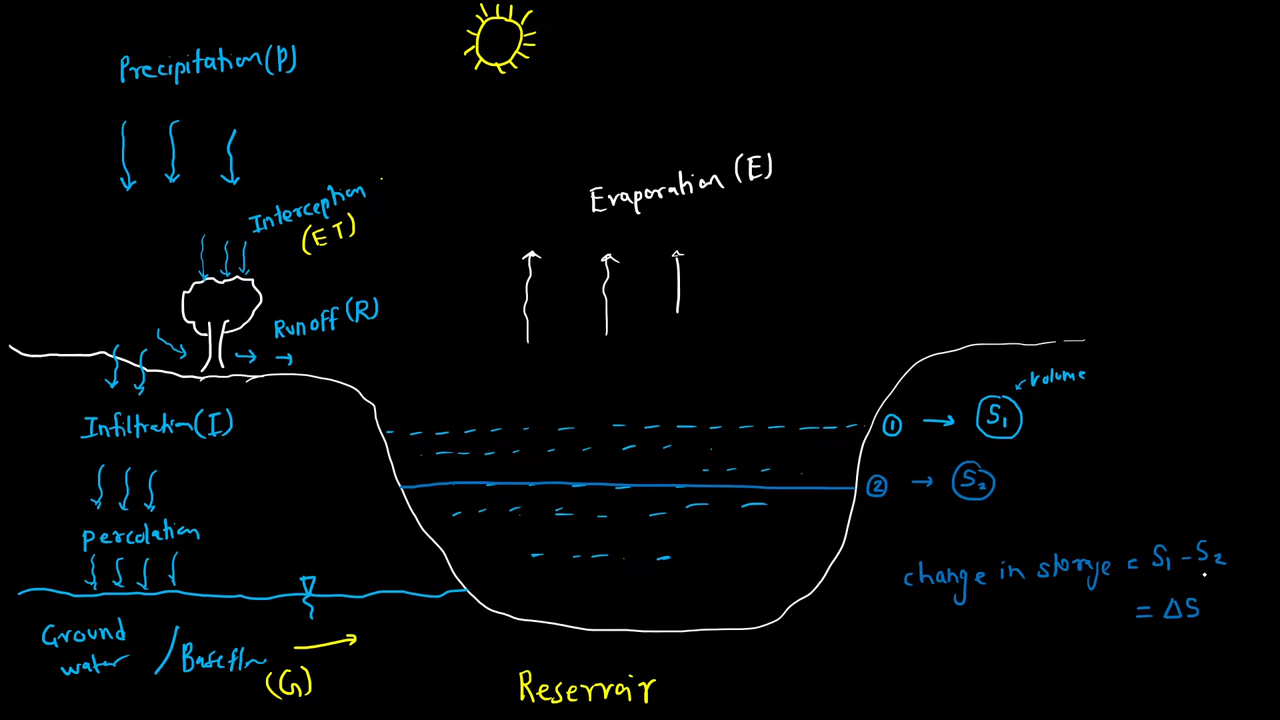 Precipitation (P)
Interception
(ET)
Evaporation (E)
Runoff (R)
Infiltration (I)
percolation
Ground
water
/ Baseflow
(G)
Reservrair
volume
① → S₁
② → S₂
change in storage = S₁ - S₂
= ΔS